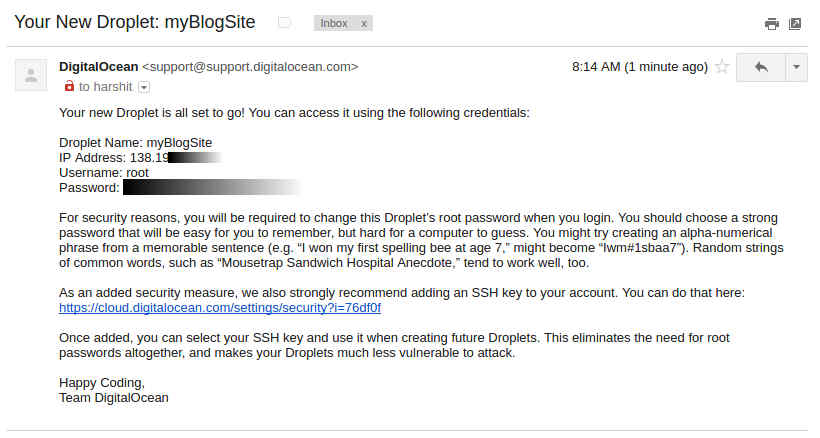 Your New Droplet: myBlogSite Inbox x
DigitalOcean <support@support.digitalocean.com> 8:14 AM (1 minute ago)
to harshit
Your new Droplet is all set to go! You can access it using the following credentials:
Droplet Name: myBlogSite
IP Address: 138.19
Username: root
Password:
For security reasons, you will be required to change this Droplet's root password when you login. You should choose a strong
password that will be easy for you to remember, but hard for a computer to guess. You might try creating an alpha-numerical
phrase from a memorable sentence (e.g. “I won my first spelling bee at age 7,” might become “Iwm#1sbaa7”). Random strings
of common words, such as “Mousetrap Sandwich Hospital Anecdote,” tend to work well, too.
As an added security measure, we also strongly recommend adding an SSH key to your account. You can do that here:
https://cloud.digitalocean.com/settings/security?i=76df0f
Once added, you can select your SSH key and use it when creating future Droplets. This eliminates the need for root
passwords altogether, and makes your Droplets much less vulnerable to attack.
Happy Coding,
Team DigitalOcean